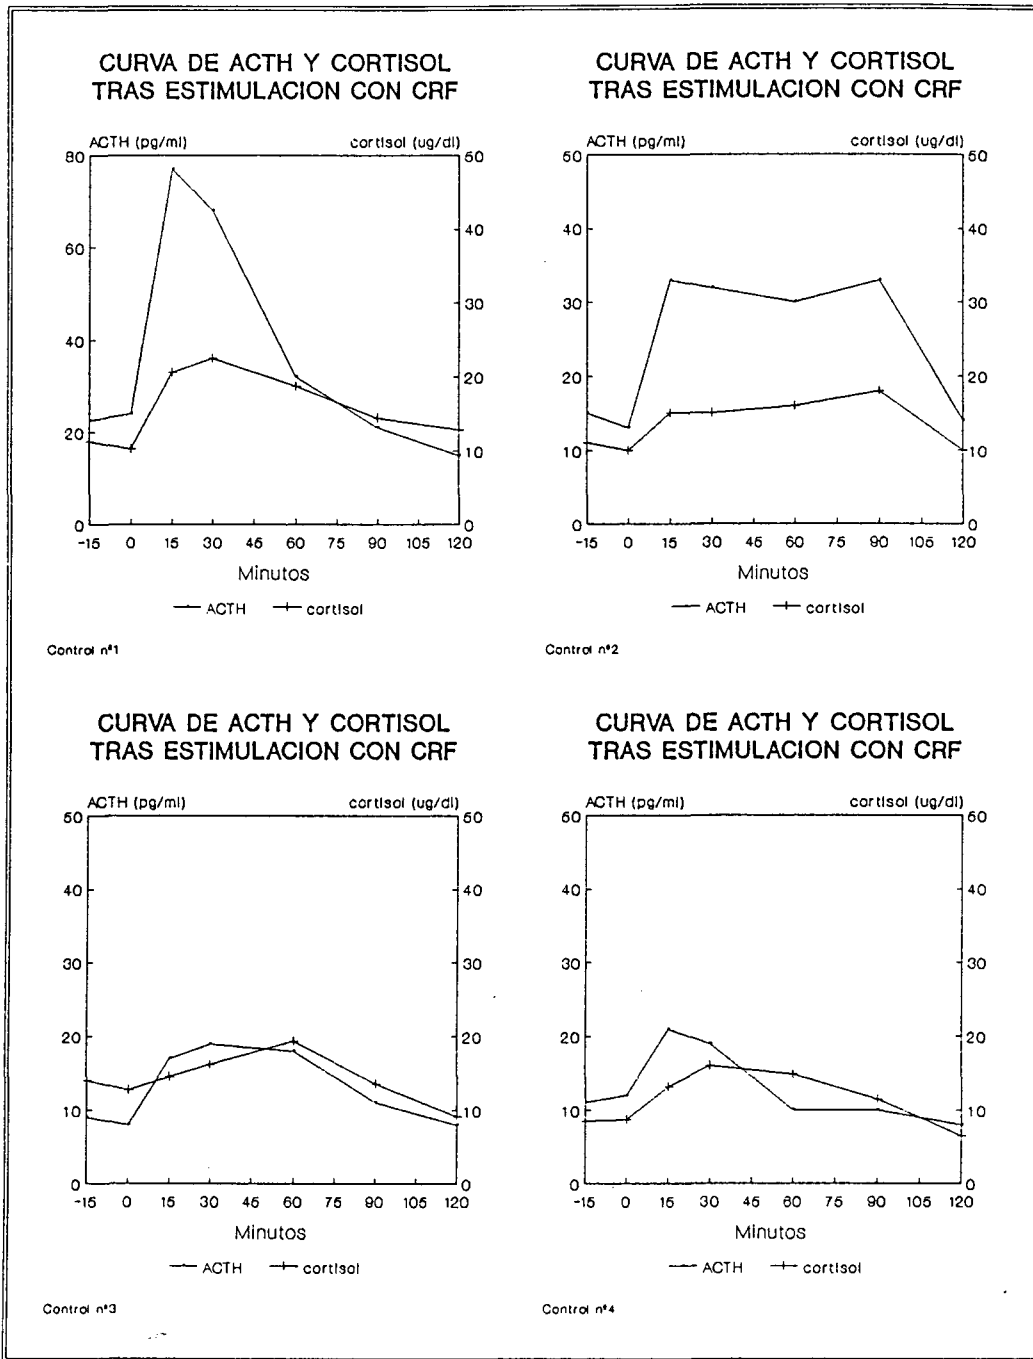 CURVA DE ACTH Y CORTISOL
TRAS ESTIMULACION CON CRF
ACTH (pg/ml) cortisol (ug/dl)
80 50
60 40
40 30
20 20
0 10
0
-15 0 15 30 45 60 75 90 105 120
Minutos
ACTH cortisol
Control nº1
CURVA DE ACTH Y CORTISOL
TRAS ESTIMULACION CON CRF
ACTH (pg/ml) cortisol (ug/dl)
50 50
40 40
30 30
20 20
10 10
0 0
-15 0 15 30 45 60 75 90 105 120
Minutos
ACTH cortisol
Control nº2
CURVA DE ACTH Y CORTISOL
TRAS ESTIMULACION CON CRF
ACTH (pg/ml) cortisol (ug/dl)
50 50
40 40
30 30
20 20
10 10
0 0
-15 0 15 30 45 60 75 90 105 120
Minutos
ACTH cortisol
Control nº3
CURVA DE ACTH Y CORTISOL
TRAS ESTIMULACION CON CRF
ACTH (pg/ml) cortisol (ug/dl)
50 50
40 40
30 30
20 20
10 10
0 0
-15 0 15 30 45 60 75 90 105 120
Minutos
ACTH cortisol
Control nº4